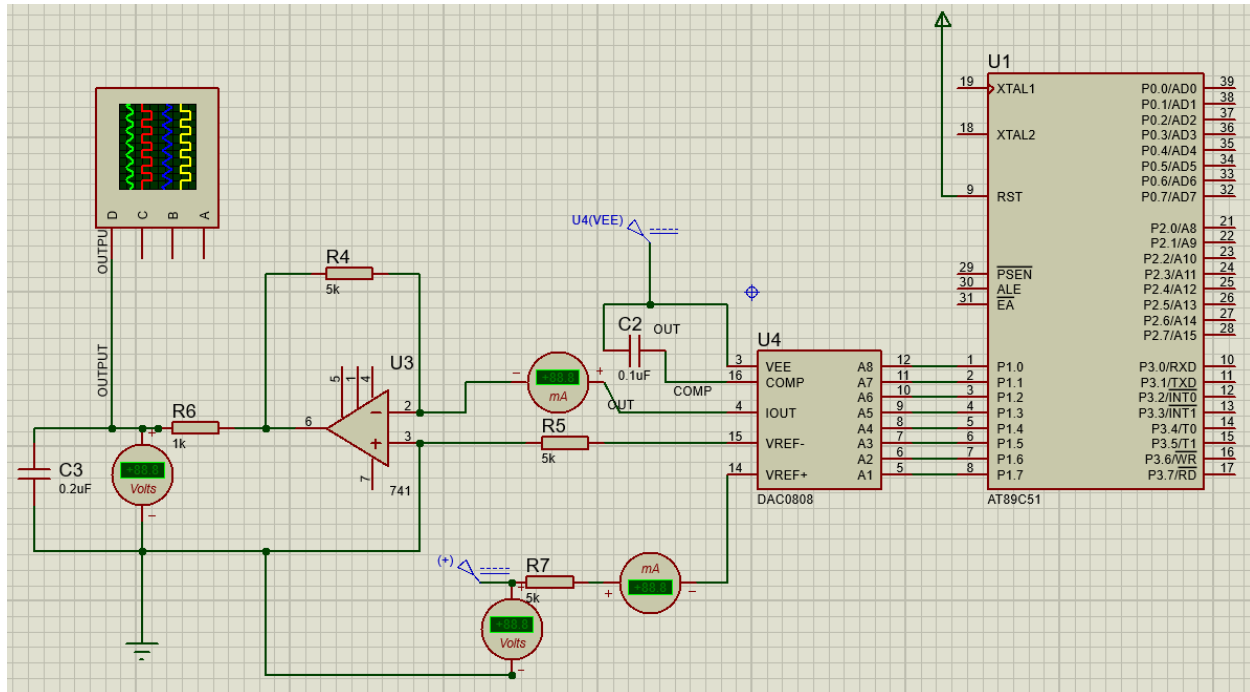 U1
19 XTAL1
18 XTAL2
9 RST
29 PSEN
30 ALE
31 EA
1 P1.0
2 P1.1
3 P1.2
4 P1.3
5 P1.4
6 P1.5
7 P1.6
8 P1.7
P0.0/AD0 39
P0.1/AD1 38
P0.2/AD2 37
P0.3/AD3 36
P0.4/AD4 35
P0.5/AD5 34
P0.6/AD6 33
P0.7/AD7 32
P2.0/A8 21
P2.1/A9 22
P2.2/A10 23
P2.3/A11 24
P2.4/A12 25
P2.5/A13 26
P2.6/A14 27
P2.7/A15 28
P3.0/RXD 10
P3.1/TXD 11
P3.2/INT0 12
P3.3/INT1 13
P3.4/T0 14
P3.5/T1 15
P3.6/WR 16
P3.7/RD 17
AT89C51
D C B A
OUTPU
OUTPUT
R4
5k
U3
5 1 4
2
3
6
7
741
R6
1k
C3
0.2uF
+88.8
Volts
+
−
U4(VEE)
C2
0.1uF
OUT
COMP
OUT
− +
+88.8
mA
R5
5k
U4
3 VEE
16 COMP
4 IOUT
15 VREF-
14 VREF+
A8 12
A7 11
A6 10
A5 9
A4 8
A3 7
A2 6
A1 5
DAC0808
(+)
R7
5k
mA
+88.8
+ −
+
+88.8
Volts
−